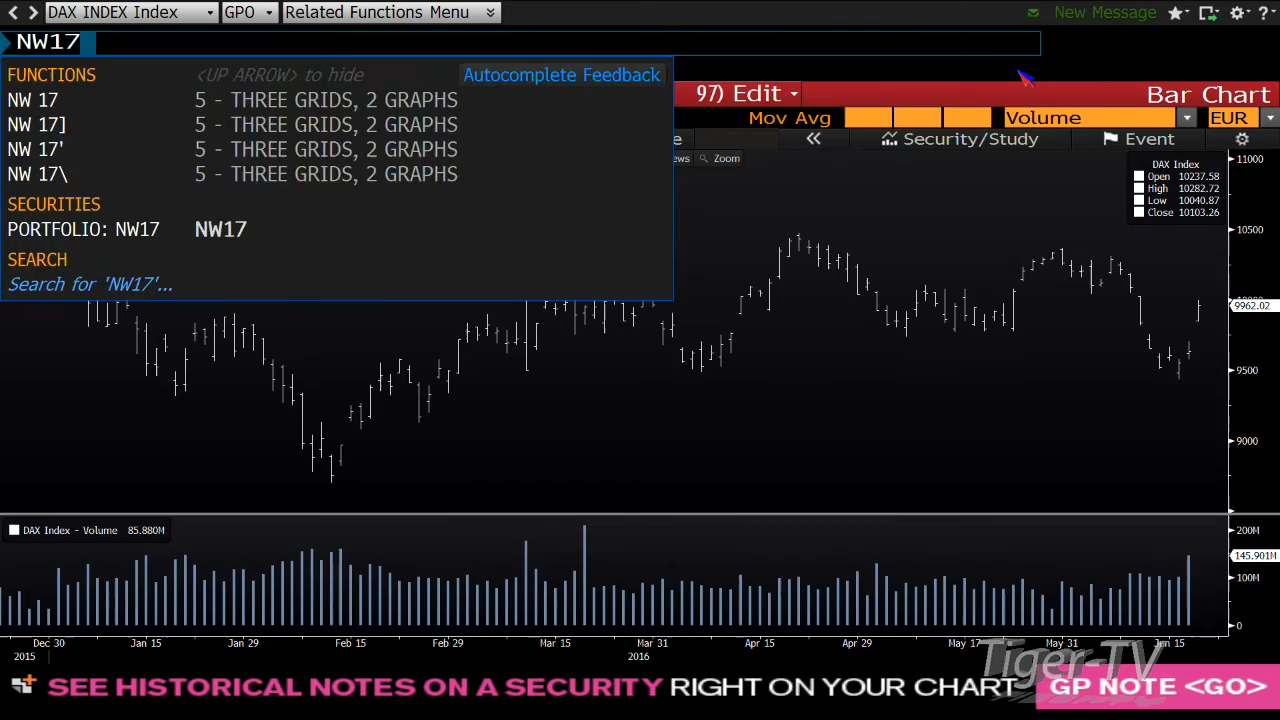 DAX INDEX Index GPO Related Functions Menu New Message
NW17
FUNCTIONS <UP ARROW> to hide Autocomplete Feedback
NW 17 5 - THREE GRIDS, 2 GRAPHS
NW 17] 5 - THREE GRIDS, 2 GRAPHS
NW 17' 5 - THREE GRIDS, 2 GRAPHS
NW 17\ 5 - THREE GRIDS, 2 GRAPHS
SECURITIES
PORTFOLIO: NW17 NW17
SEARCH
Search for 'NW17'...
97) Edit Bar Chart
Mov Avg Volume EUR
« Security/Study Event
Zoom
DAX Index
Open 10237.58
High 10282.72
Low 10040.87
Close 10103.26
11000
10500
9962.02
9500
9000
DAX Index - Volume 85.880M
200M
145.901M
100M
0
Dec 30 Jan 15 Jan 29 Feb 15 Feb 29 Mar 15 Mar 31 Apr 15 Apr 29 May 17 May 31 Jun 15
2015 2016
Tiger-TV
SEE HISTORICAL NOTES ON A SECURITY RIGHT ON YOUR CHART GP NOTE <GO>